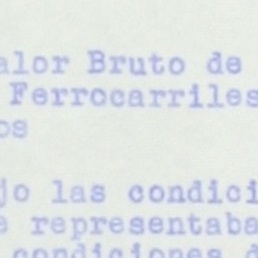 alor Bruto de
Ferrocarriles
os
jo las condici
s representaba
condiciones d